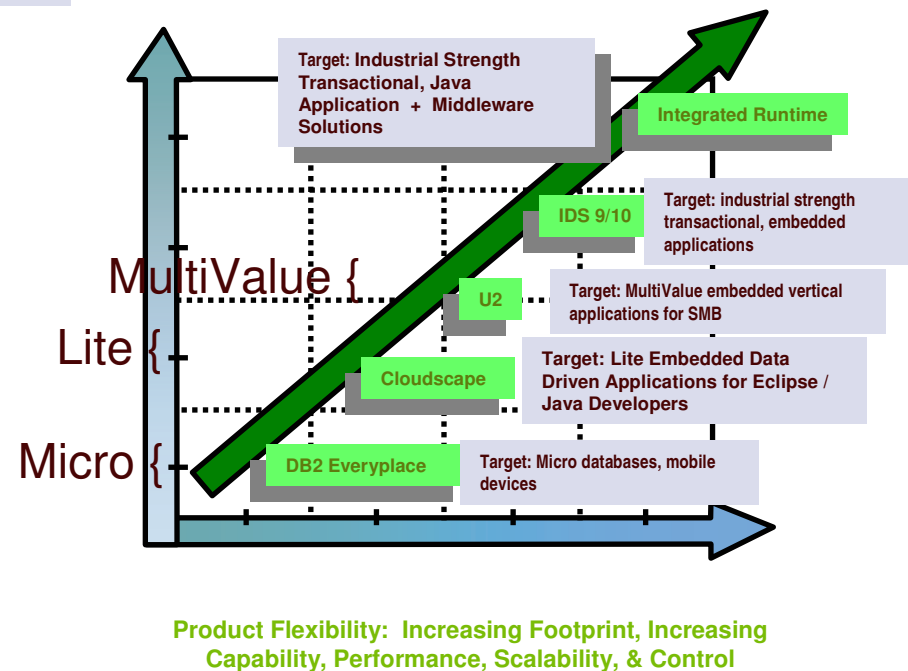 Target: Industrial Strength
Transactional, Java
Application + Middleware
Solutions
Integrated Runtime
IDS 9/10
Target: industrial strength
transactional, embedded
applications
MultiValue {
U2
Target: MultiValue embedded vertical
applications for SMB
Lite {
Cloudscape
Target: Lite Embedded Data
Driven Applications for Eclipse /
Java Developers
Micro {
DB2 Everyplace
Target: Micro databases, mobile
devices
Product Flexibility: Increasing Footprint, Increasing
Capability, Performance, Scalability, & Control